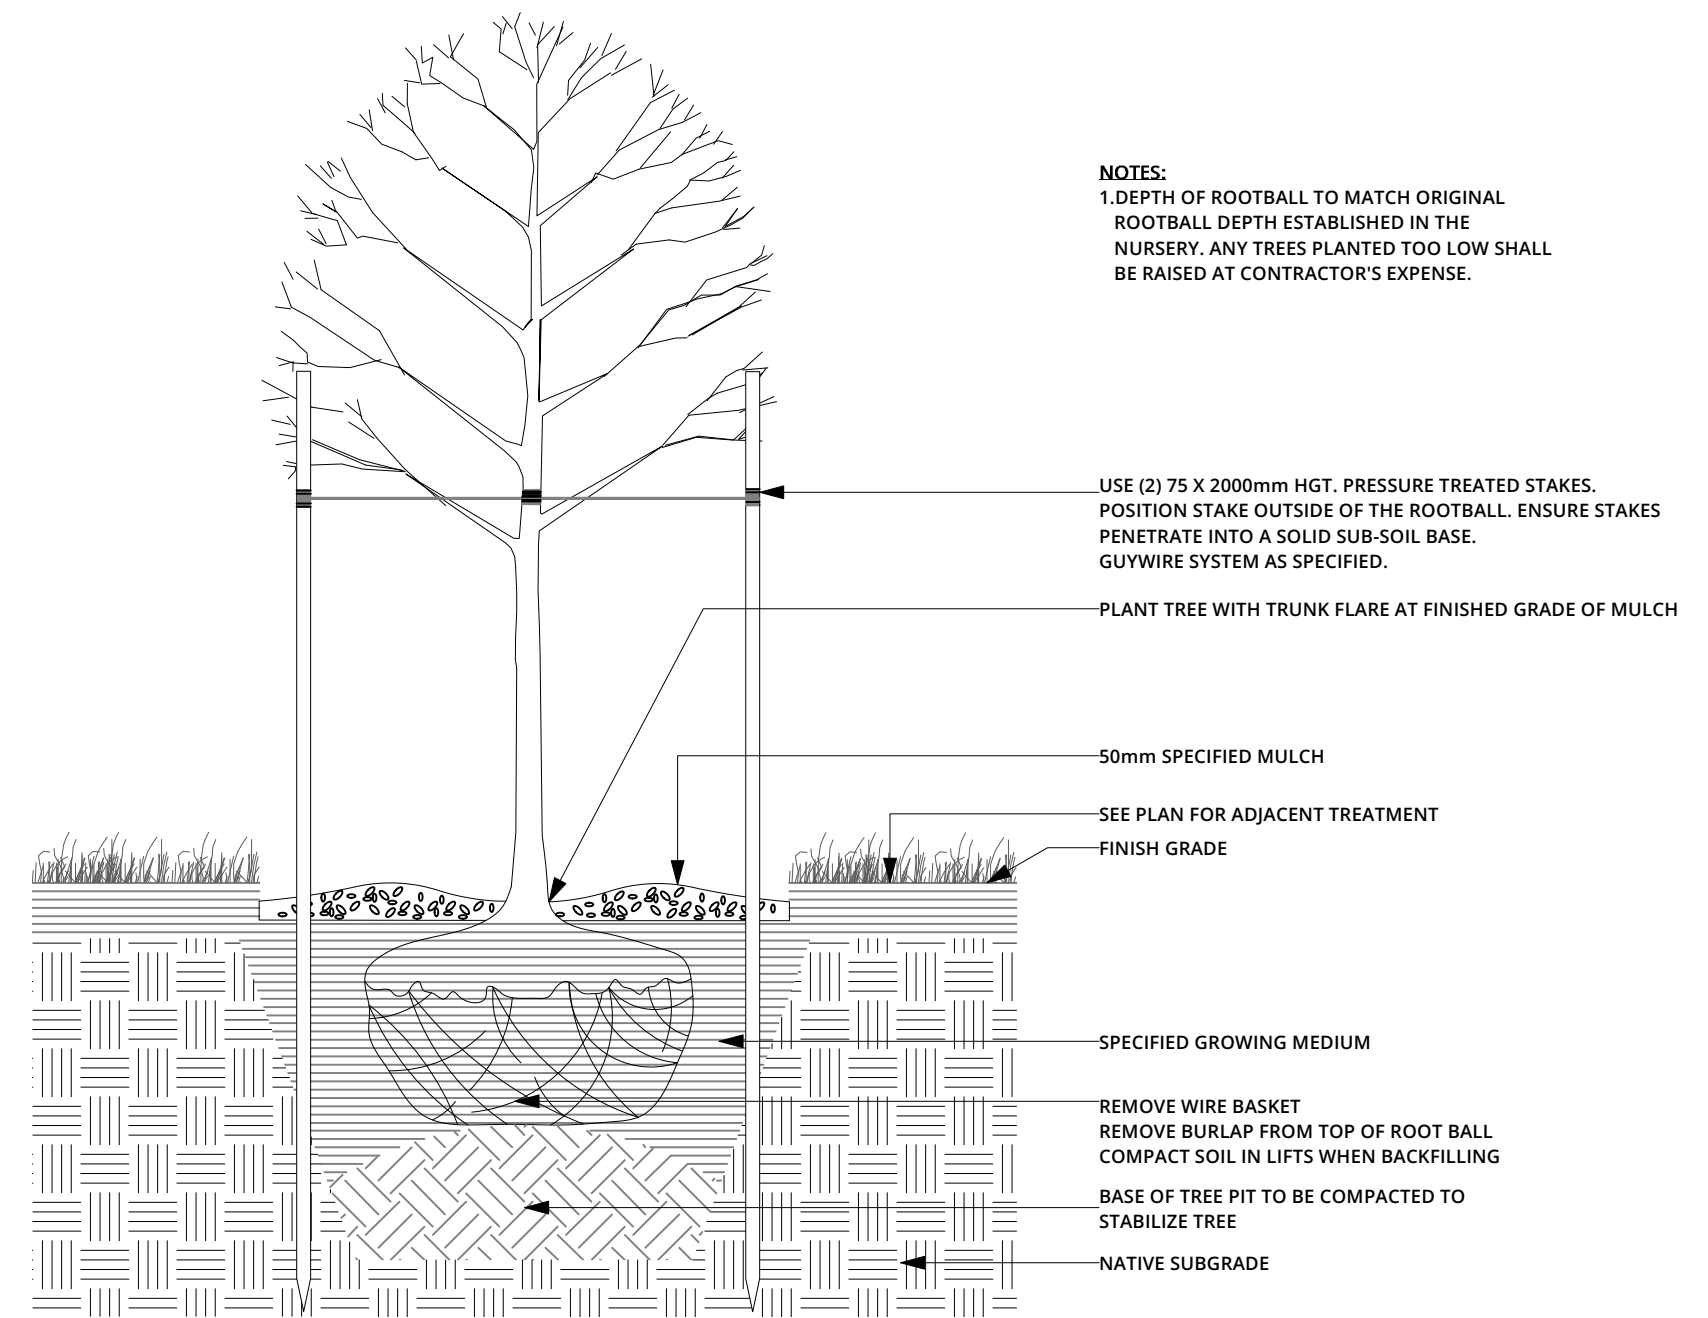 NOTES:
1.DEPTH OF ROOTBALL TO MATCH ORIGINAL
ROOTBALL DEPTH ESTABLISHED IN THE
NURSERY. ANY TREES PLANTED TOO LOW SHALL
BE RAISED AT CONTRACTOR'S EXPENSE.
USE (2) 75 X 2000mm HGT. PRESSURE TREATED STAKES.
POSITION STAKE OUTSIDE OF THE ROOTBALL. ENSURE STAKES
PENETRATE INTO A SOLID SUB-SOIL BASE.
GUYWIRE SYSTEM AS SPECIFIED.
PLANT TREE WITH TRUNK FLARE AT FINISHED GRADE OF MULCH
50mm SPECIFIED MULCH
SEE PLAN FOR ADJACENT TREATMENT
FINISH GRADE
SPECIFIED GROWING MEDIUM
REMOVE WIRE BASKET
REMOVE BURLAP FROM TOP OF ROOT BALL
COMPACT SOIL IN LIFTS WHEN BACKFILLING
BASE OF TREE PIT TO BE COMPACTED TO
STABILIZE TREE
NATIVE SUBGRADE